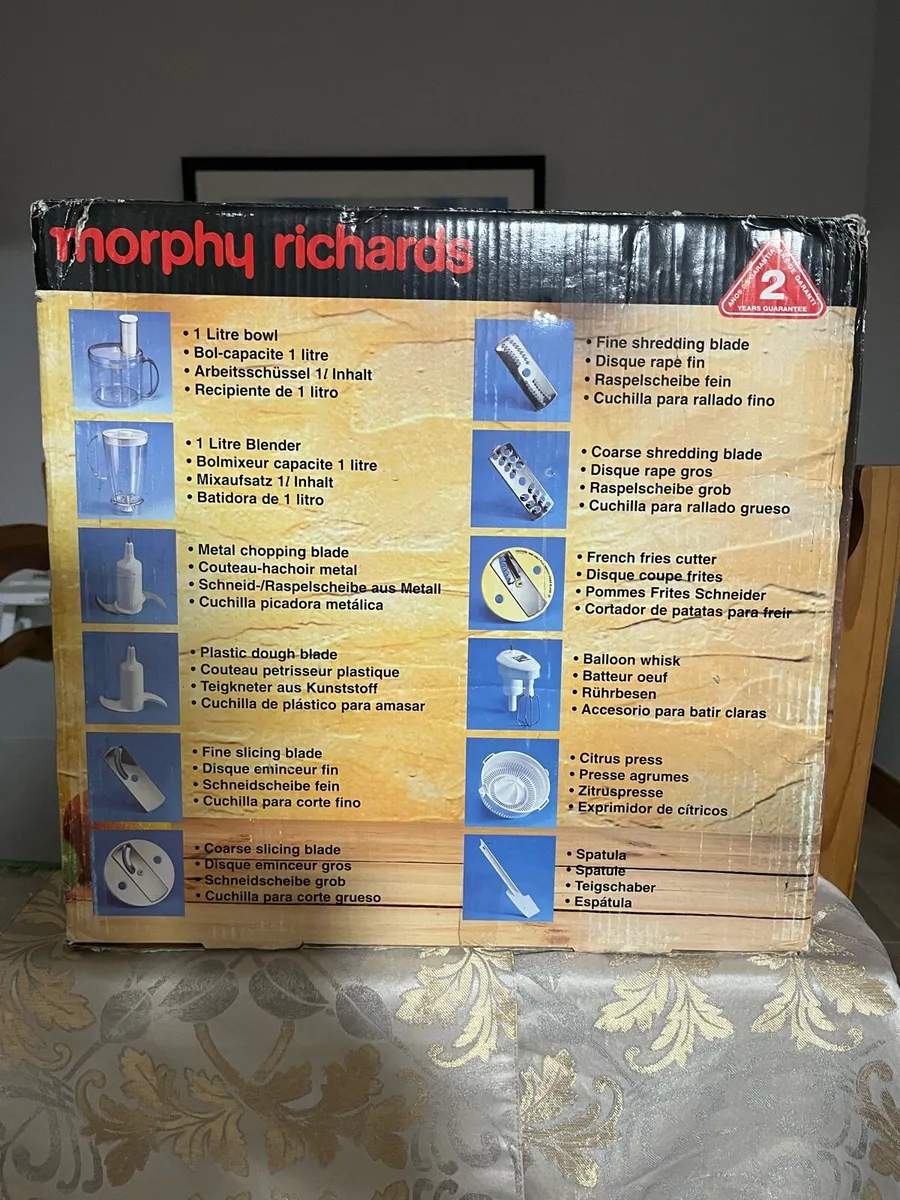 morphy richards
2
YEARS GUARANTEE
• 1 Litre bowl
• Bol-capacite 1 litre
• Arbeitsschüssel 1l Inhalt
• Recipiente de 1 litro
• 1 Litre Blender
• Bolmixeur capacite 1 litre
• Mixaufsatz 1l Inhalt
• Batidora de 1 litro
• Metal chopping blade
• Couteau-hachoir metal
• Schneid-/Raspelscheibe aus Metall
• Cuchilla picadora metálica
• Plastic dough blade
• Couteau petrisseur plastique
• Teigkneter aus Kunststoff
• Cuchilla de plástico para amasar
• Fine slicing blade
• Disque eminceur fin
• Schneidscheibe fein
• Cuchilla para corte fino
• Coarse slicing blade
• Disque eminceur gros
• Schneidscheibe grob
• Cuchilla para corte grueso
• Fine shredding blade
• Disque rape fin
• Raspelscheibe fein
• Cuchilla para rallado fino
• Coarse shredding blade
• Disque rape gros
• Raspelscheibe grob
• Cuchilla para rallado grueso
• French fries cutter
• Disque coupe frites
• Pommes Frites Schneider
• Cortador de patatas para freir
• Balloon whisk
• Batteur oeuf
• Rührbesen
• Accesorio para batir claras
• Citrus press
• Presse agrumes
• Zitruspresse
• Exprimidor de cítricos
• Spatula
• Spatule
• Teigschaber
• Espátula